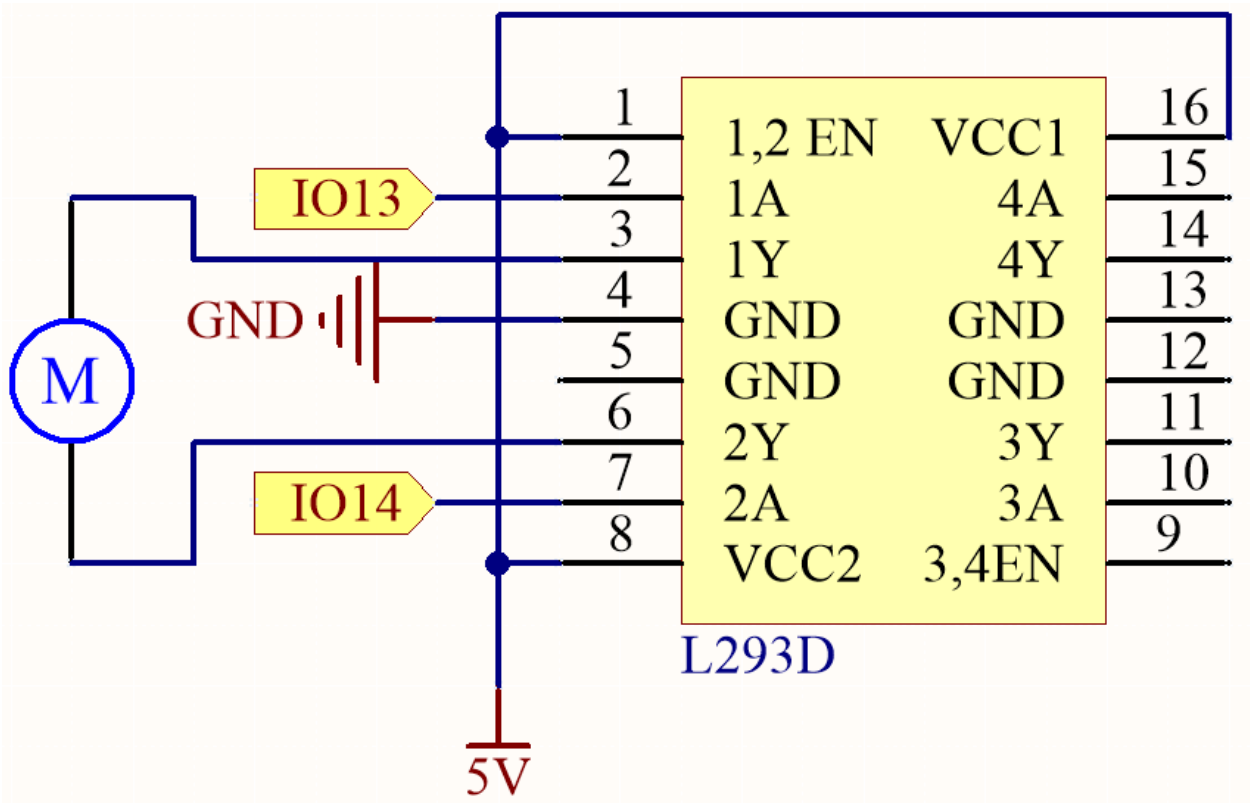 1 16
1,2 EN VCC1
2 15
IO13 1A 4A
3 14
1Y 4Y
4 13
GND GND GND
5 12
GND GND
M
6 11
2Y 3Y
7 10
IO14 2A 3A
8 9
VCC2 3,4EN
L293D
5V